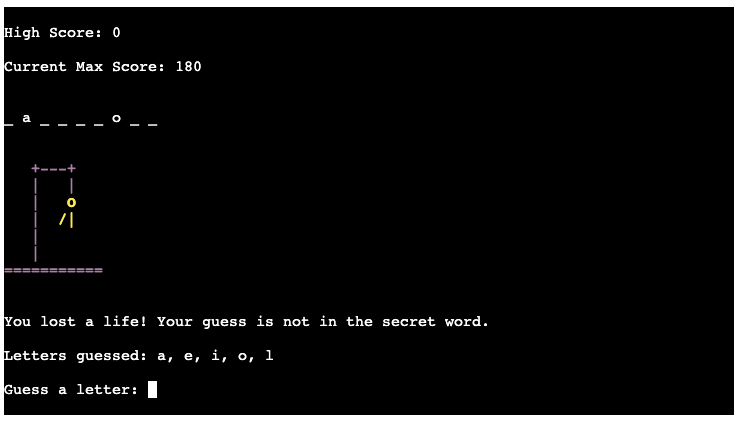 High Score: 0
Current Max Score: 180
_ a _ _ _ _ o _ _
+---+
|   |
|   o
|  /|
|
|
===========
You lost a life! Your guess is not in the secret word.
Letters guessed: a, e, i, o, l
Guess a letter: